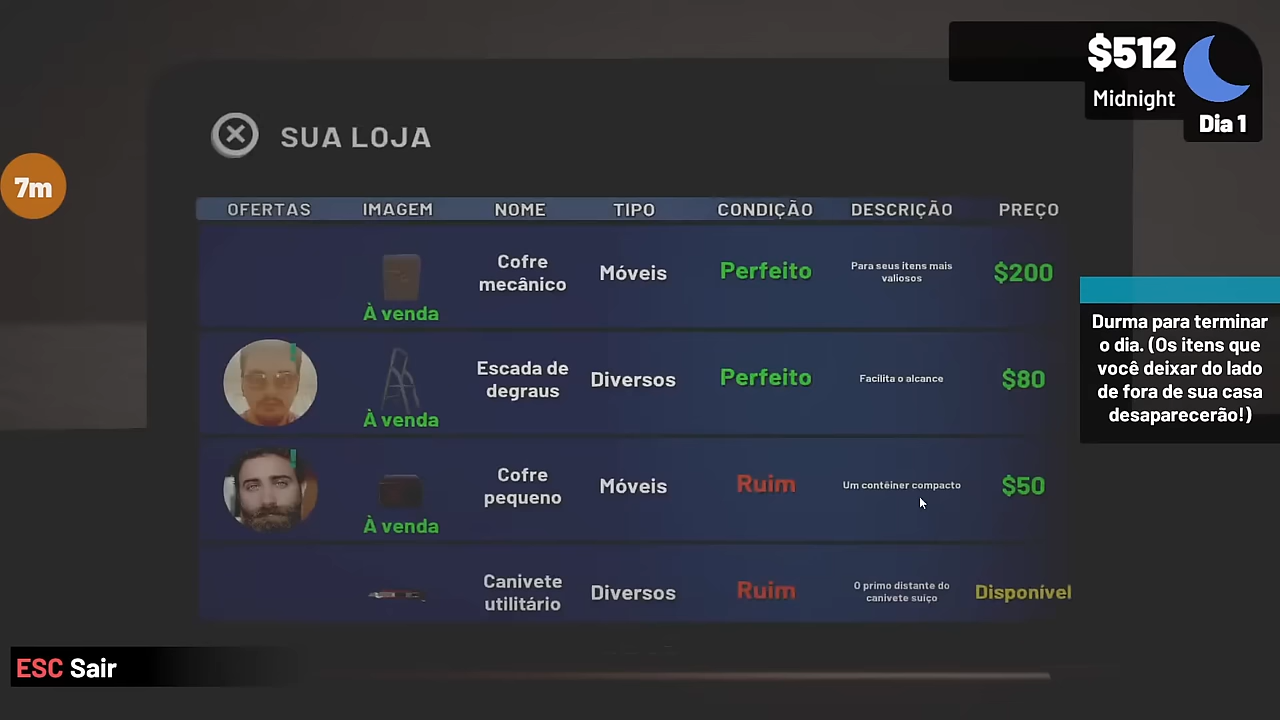 $512
Midnight
Dia 1
SUA LOJA
7m
OFERTAS IMAGEM NOME TIPO CONDIÇÃO DESCRIÇÃO PREÇO
Cofre
mecânico
Móveis
Perfeito
Para seus itens mais
valiosos
$200
À venda
Escada de
degraus
Diversos
Perfeito
Facilita o alcance
$80
À venda
Cofre
pequeno
Móveis
Ruim
Um contêiner compacto
$50
À venda
Canivete
utilitário
Diversos
Ruim
O primo distante do
canivete suíço
Disponível
Durma para terminar
o dia. (Os itens que
você deixar do lado
de fora de sua casa
desaparecerão!)
ESC Sair